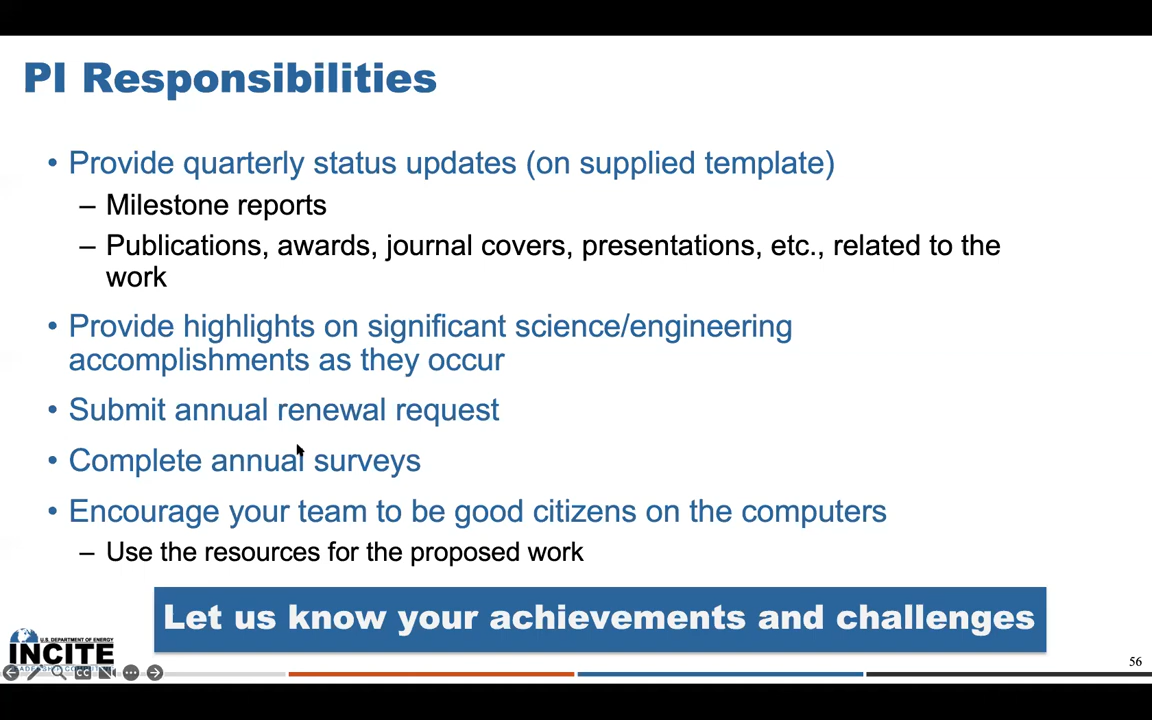 PI Responsibilities
• Provide quarterly status updates (on supplied template)
– Milestone reports
– Publications, awards, journal covers, presentations, etc., related to the
work
• Provide highlights on significant science/engineering
accomplishments as they occur
• Submit annual renewal request
• Complete annual surveys
• Encourage your team to be good citizens on the computers
– Use the resources for the proposed work
Let us know your achievements and challenges
U.S. DEPARTMENT OF ENERGY
INCITE
CC
56